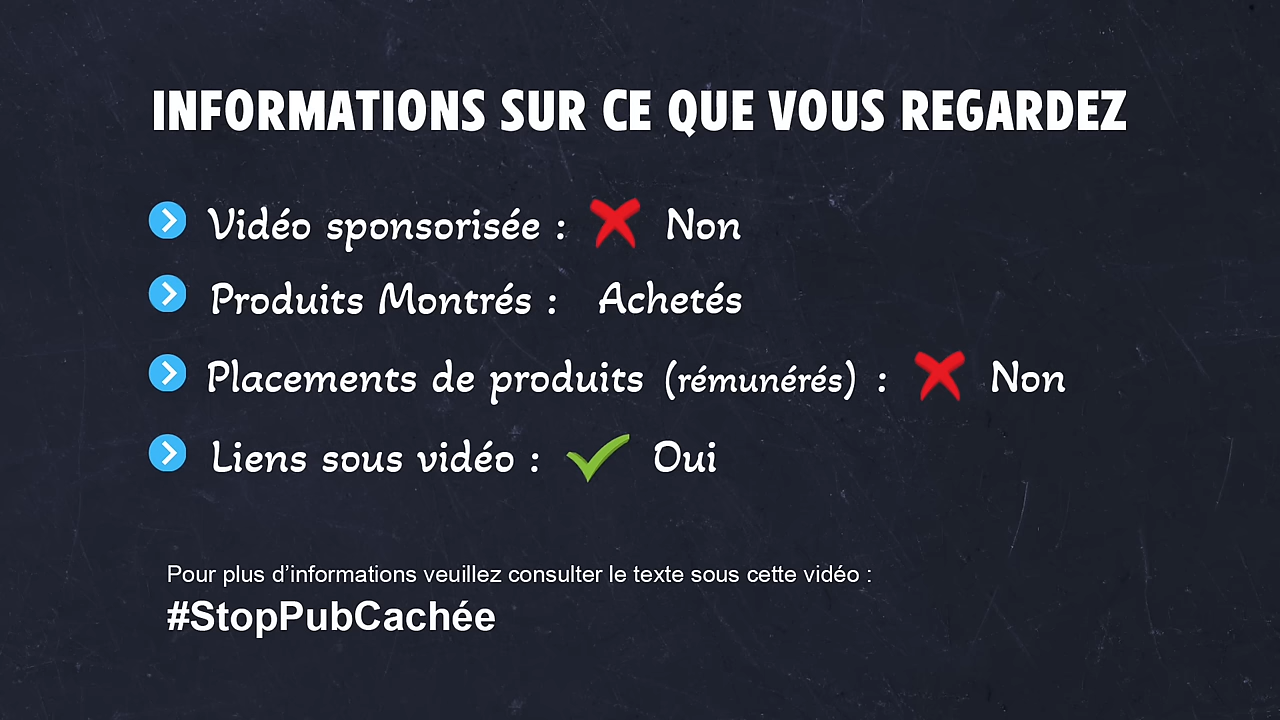 INFORMATIONS SUR CE QUE VOUS REGARDEZ
Vidéo sponsorisée : ❌ Non
Produits Montrés : Achetés
Placements de produits (rémunérés) : ❌ Non
Liens sous vidéo : ✔ Oui
Pour plus d’informations veuillez consulter le texte sous cette vidéo :
#StopPubCachée